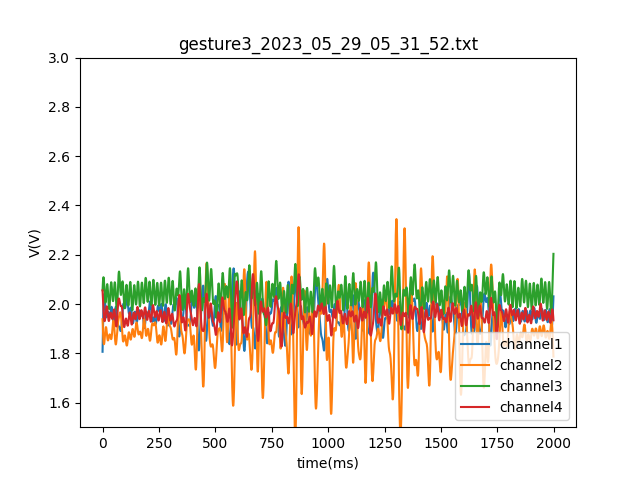 gesture3_2023_05_29_05_31_52.txt
V(V)
3.0
2.8
2.6
2.4
2.2
2.0
1.8
1.6
channel1
channel2
channel3
channel4
0 250 500 750 1000 1250 1500 1750 2000
time(ms)